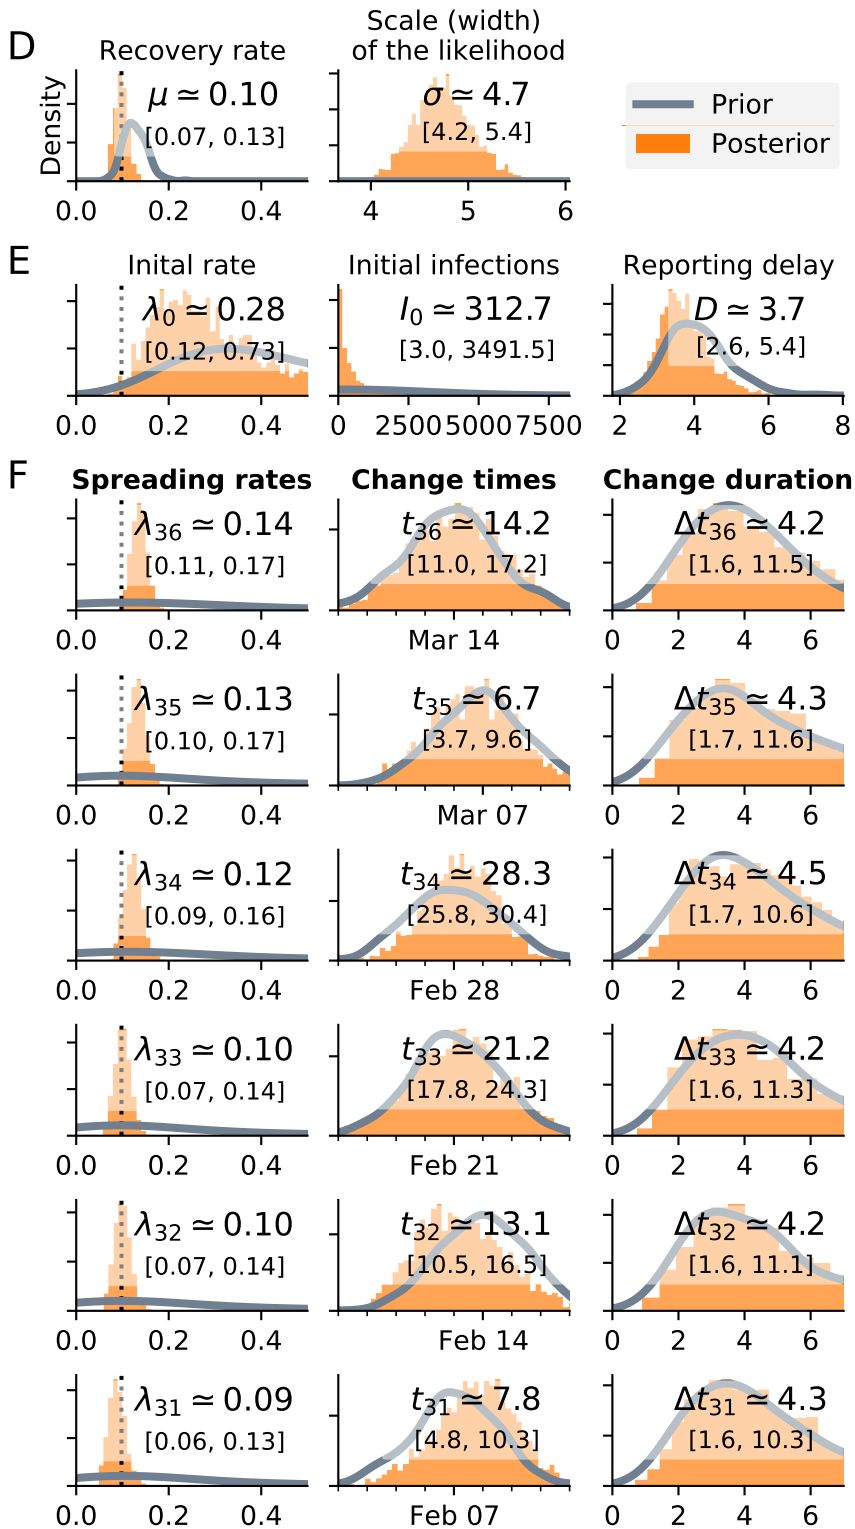 D
Recovery rate
Scale (width)
of the likelihood
Density
μ ≃ 0.10
[0.07, 0.13]
σ ≃ 4.7
[4.2, 5.4]
Prior
Posterior
0.0 0.2 0.4
4 5 6
E
Inital rate
Initial infections
Reporting delay
λ0 ≃ 0.28
[0.12, 0.73]
I0 ≃ 312.7
[3.0, 3491.5]
D ≃ 3.7
[2.6, 5.4]
0.0 0.2 0.4
0 2500 5000 7500
2 4 6 8
F
Spreading rates Change times Change duration
λ36 ≃ 0.14
[0.11, 0.17]
t36 ≃ 14.2
[11.0, 17.2]
Δt36 ≃ 4.2
[1.6, 11.5]
0.0 0.2 0.4
Mar 14
0 2 4 6
λ35 ≃ 0.13
[0.10, 0.17]
t35 ≃ 6.7
[3.7, 9.6]
Δt35 ≃ 4.3
[1.7, 11.6]
0.0 0.2 0.4
Mar 07
0 2 4 6
λ34 ≃ 0.12
[0.09, 0.16]
t34 ≃ 28.3
[25.8, 30.4]
Δt34 ≃ 4.5
[1.7, 10.6]
0.0 0.2 0.4
Feb 28
0 2 4 6
λ33 ≃ 0.10
[0.07, 0.14]
t33 ≃ 21.2
[17.8, 24.3]
Δt33 ≃ 4.2
[1.6, 11.3]
0.0 0.2 0.4
Feb 21
0 2 4 6
λ32 ≃ 0.10
[0.07, 0.14]
t32 ≃ 13.1
[10.5, 16.5]
Δt32 ≃ 4.2
[1.6, 11.1]
0.0 0.2 0.4
Feb 14
0 2 4 6
λ31 ≃ 0.09
[0.06, 0.13]
t31 ≃ 7.8
[4.8, 10.3]
Δt31 ≃ 4.3
[1.6, 10.3]
0.0 0.2 0.4
Feb 07
0 2 4 6